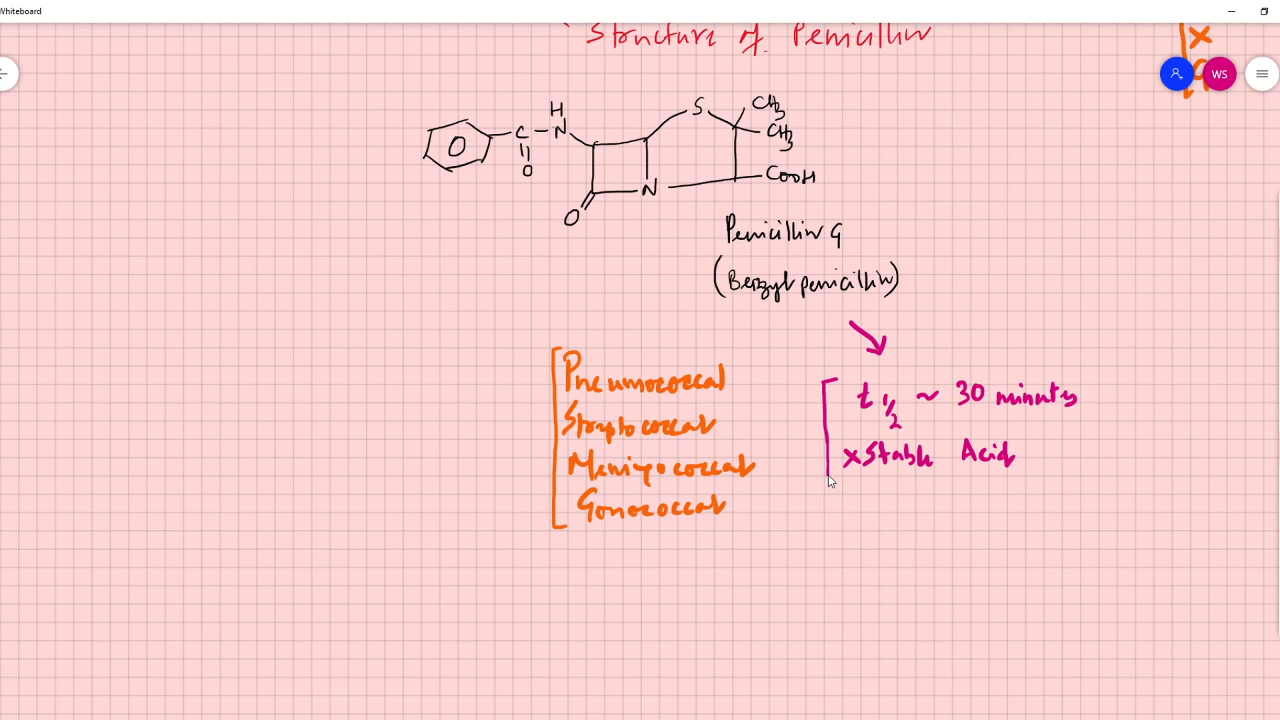 Whiteboard
Structure of Penicillin
x
WS
H
C - N
O
S
CH3
CH3
COOH
N
O
Penicillin G
(Benzyl penicillin)
Pneumococcal
Streptococcal
Meningococcal
Gonococcal
t 1/2 ~ 30 minutes
x Stable Acid